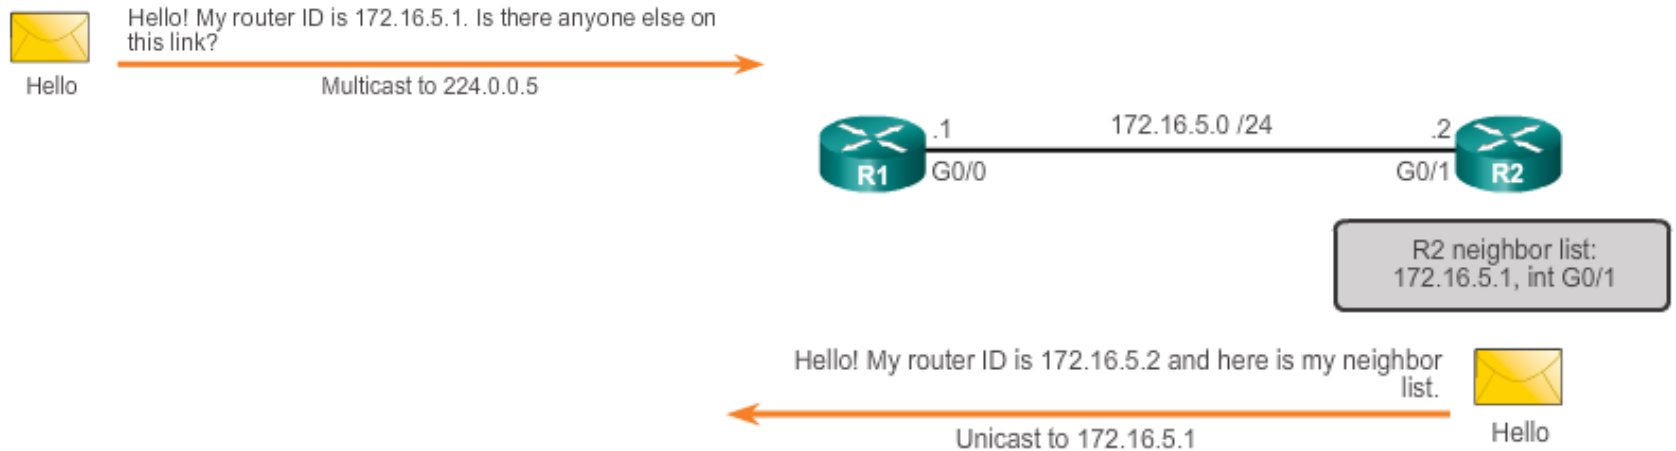 Hello! My router ID is 172.16.5.1. Is there anyone else on
this link?
Hello
Multicast to 224.0.0.5
.1
172.16.5.0 /24
.2
R1
G0/0
G0/1
R2
R2 neighbor list:
172.16.5.1, int G0/1
Hello! My router ID is 172.16.5.2 and here is my neighbor
list.
Unicast to 172.16.5.1
Hello